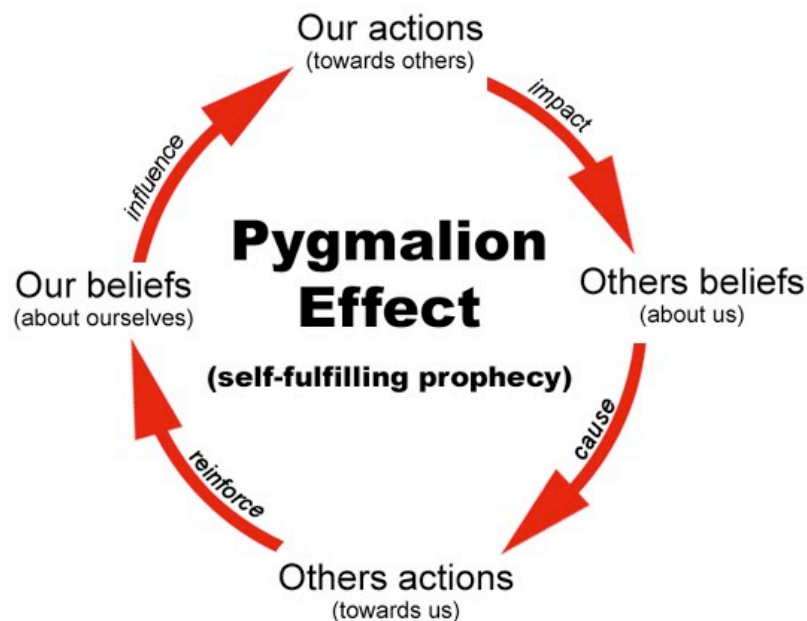 Our actions
(towards others)
impact
Others beliefs
(about us)
cause
Others actions
(towards us)
reinforce
Our beliefs
(about ourselves)
influence
Pygmalion
Effect
(self-fulfilling prophecy)